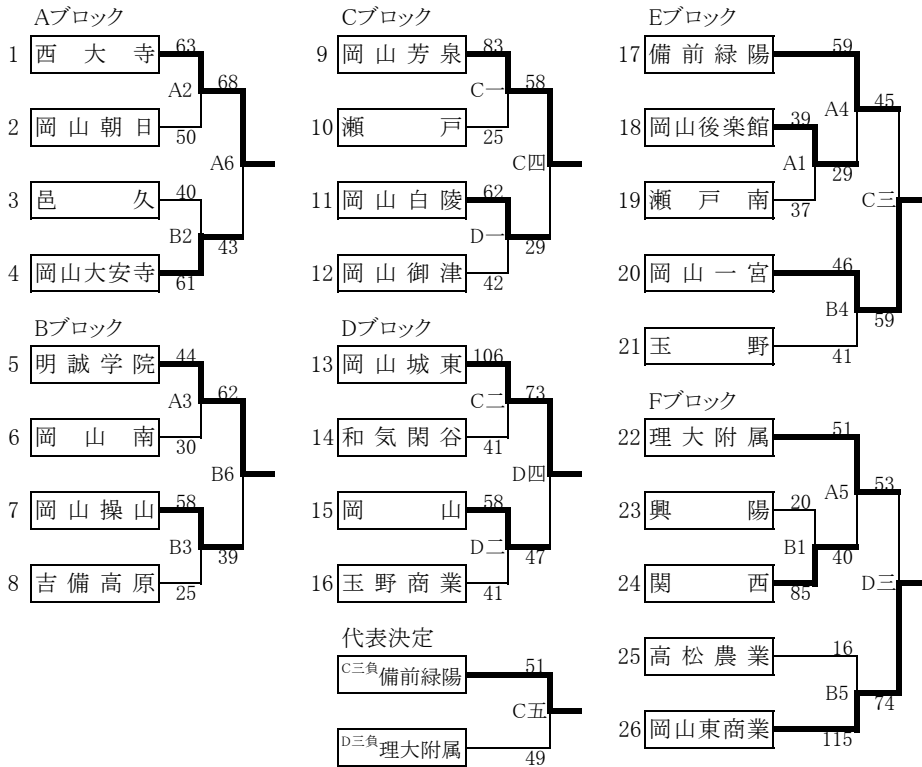 Aブロック
1 西大寺 63
A2 68
2 岡山朝日 50
A6
3 邑久 40
B2 43
4 岡山大安寺 61
Bブロック
5 明誠学院 44
A3 62
6 岡山南 30
B6
7 岡山操山 58
B3 39
8 吉備高原 25
Cブロック
9 岡山芳泉 83
C一 58
10 瀬戸 25
C四
11 岡山白陵 62
D一 29
12 岡山御津 42
Dブロック
13 岡山城東 106
C二 73
14 和気閑谷 41
D四
15 岡山 58
D二 47
16 玉野商業 41
代表決定
C三負 備前緑陽 51
C五
D三負 理大附属 49
Eブロック
17 備前緑陽 59
A4 45
18 岡山後楽館 39
A1 29
19 瀬戸南 37
C三
20 岡山一宮 46
B4 59
21 玉野 41
Fブロック
22 理大附属 51
A5 53
23 興陽 20
B1 40
24 関西 85
D三
25 高松農業 16
B5 74
26 岡山東商業 115